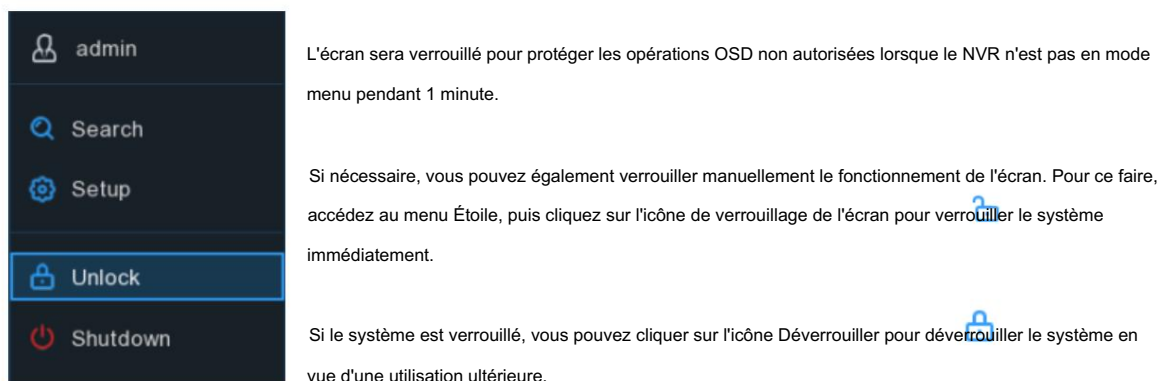 admin
Search
Setup
Unlock
Shutdown
L'écran sera verrouillé pour protéger les opérations OSD non autorisées lorsque le NVR n'est pas en mode
menu pendant 1 minute.
Si nécessaire, vous pouvez également verrouiller manuellement le fonctionnement de l'écran. Pour ce faire,
accédez au menu Étoile, puis cliquez sur l'icône de verrouillage de l'écran pour verrouiller le système
immédiatement.
Si le système est verrouillé, vous pouvez cliquer sur l'icône Déverrouiller pour déverrouiller le système en
vue d'une utilisation ultérieure.